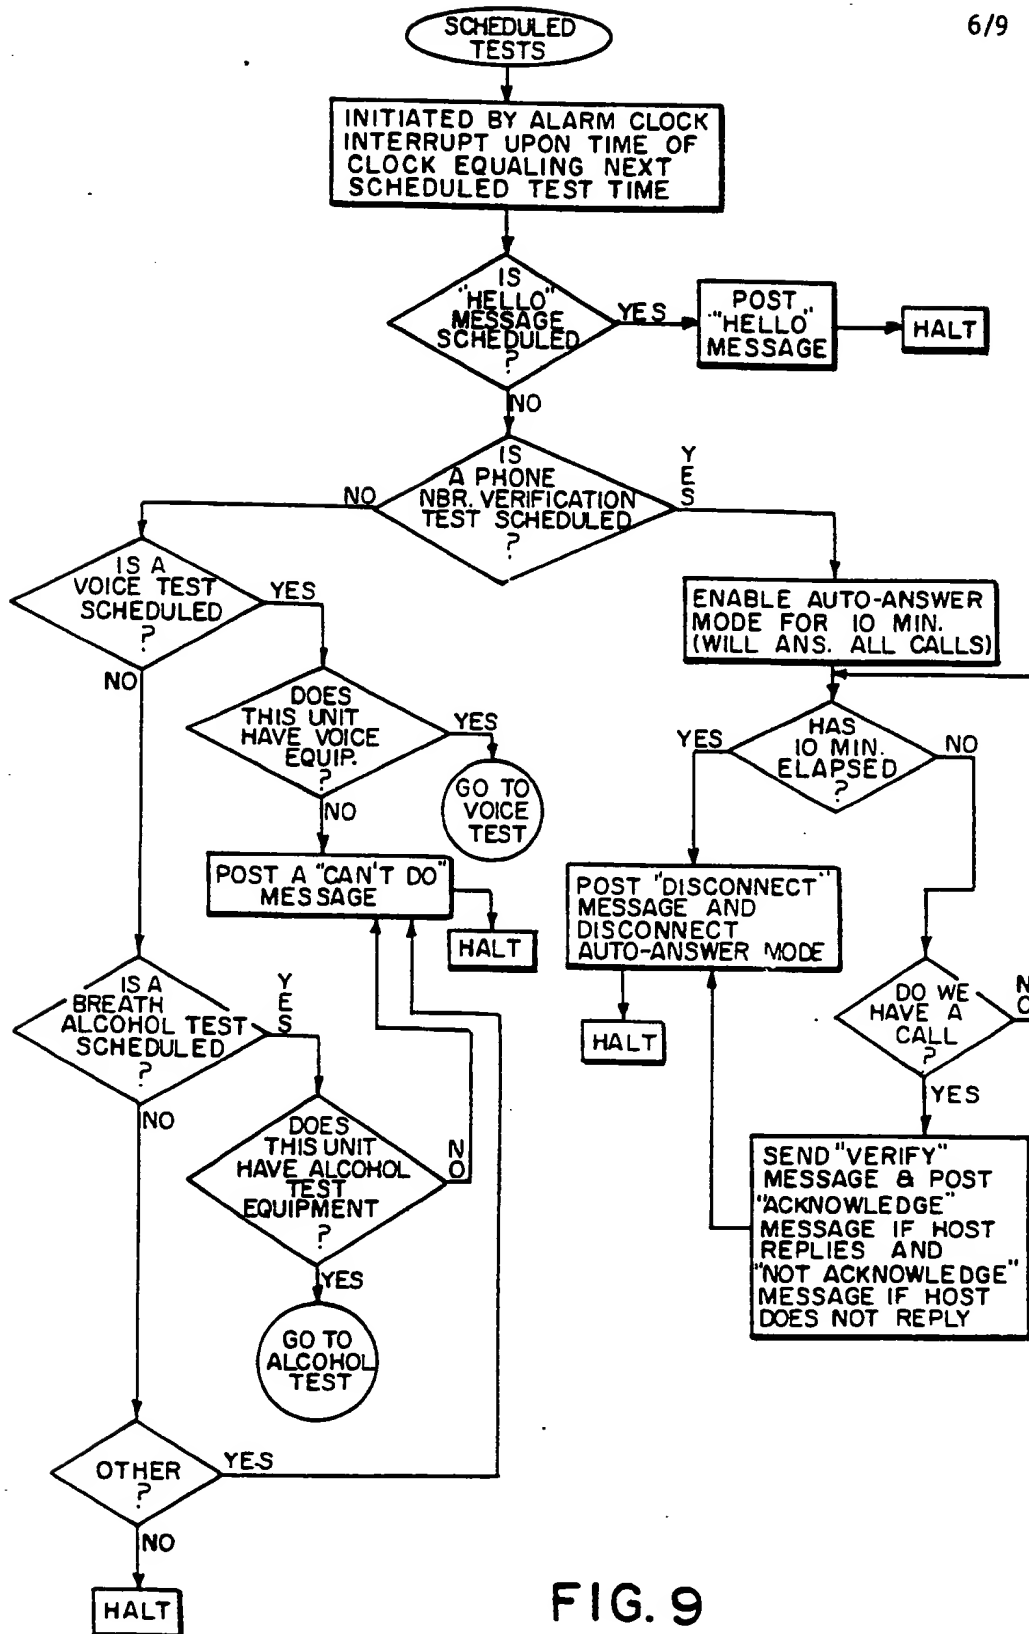 6/9
SCHEDULED
TESTS
INITIATED BY ALARM CLOCK
INTERRUPT UPON TIME OF
CLOCK EQUALING NEXT
SCHEDULED TEST TIME
IS
"HELLO"
MESSAGE
SCHEDULED
?
YES
POST
"HELLO"
MESSAGE
HALT
NO
IS
A PHONE
NBR. VERIFICATION
TEST SCHEDULED
?
NO
YES
IS A
VOICE TEST
SCHEDULED
?
YES
NO
ENABLE AUTO-ANSWER
MODE FOR 10 MIN.
(WILL ANS. ALL CALLS)
DOES
THIS UNIT
HAVE VOICE
EQUIP.
?
YES
NO
GO TO
VOICE
TEST
HAS
10 MIN.
ELAPSED
?
YES
NO
POST A "CAN'T DO"
MESSAGE
HALT
POST "DISCONNECT"
MESSAGE AND
DISCONNECT
AUTO-ANSWER MODE
HALT
DO WE
HAVE A
CALL
?
NO
YES
IS A
BREATH
ALCOHOL TEST
SCHEDULED
?
YES
NO
DOES
THIS UNIT
HAVE ALCOHOL
TEST
EQUIPMENT
?
NO
YES
SEND "VERIFY"
MESSAGE & POST
"ACKNOWLEDGE"
MESSAGE IF HOST
REPLIES AND
"NOT ACKNOWLEDGE"
MESSAGE IF HOST
DOES NOT REPLY
GO TO
ALCOHOL
TEST
OTHER
?
YES
NO
HALT
FIG. 9